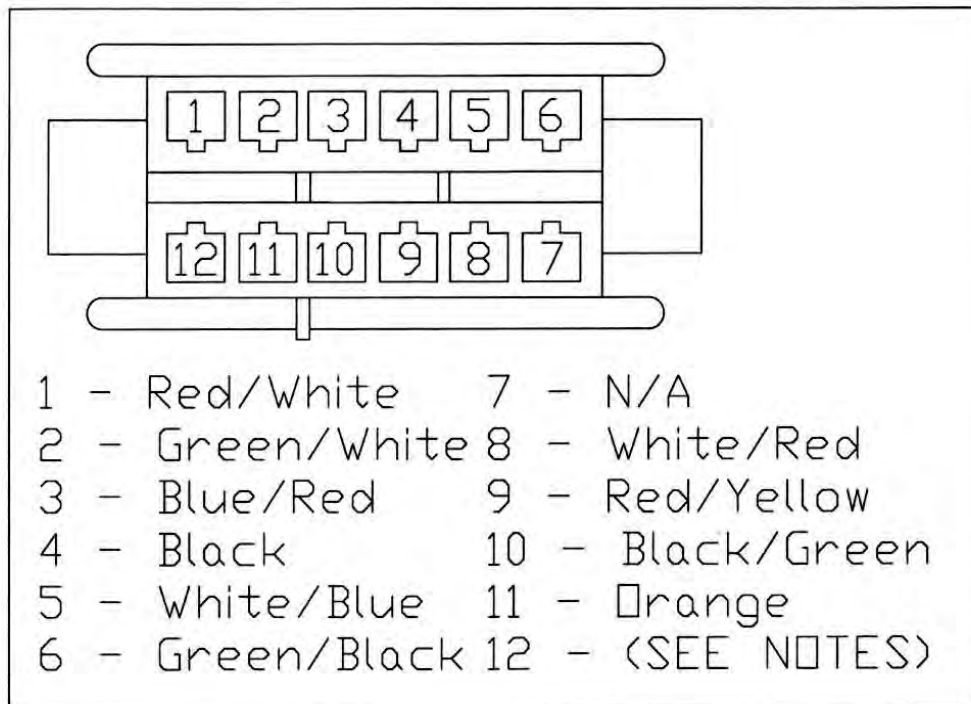 1 2 3 4 5 6
12 11 10 9 8 7
1 - Red/White 7 - N/A
2 - Green/White 8 - White/Red
3 - Blue/Red 9 - Red/Yellow
4 - Black 10 - Black/Green
5 - White/Blue 11 - Orange
6 - Green/Black 12 - (SEE NOTES)